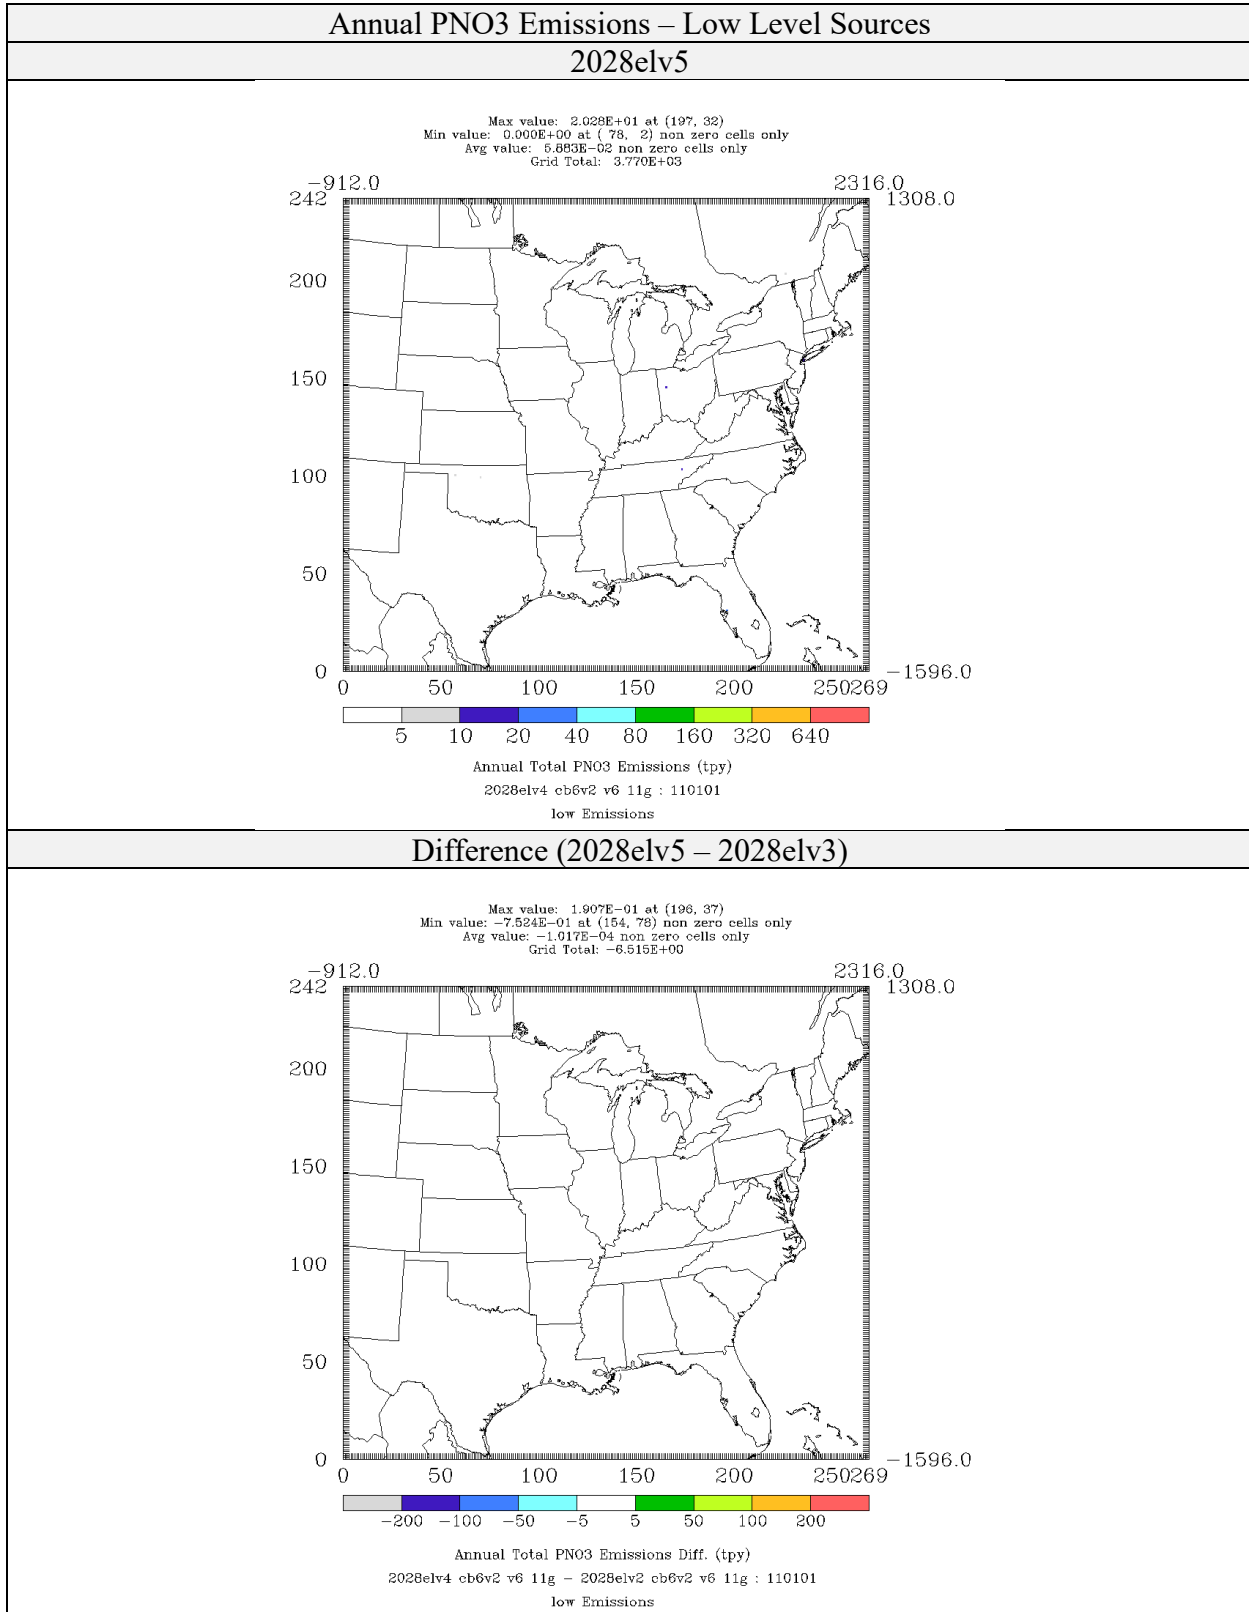 Annual PNO3 Emissions – Low Level Sources
2028elv5
Max value: 2.028E+01 at (197, 32)
Min value: 0.000E+00 at ( 78, 2) non zero cells only
Avg value: 5.883E-02 non zero cells only
Grid Total: 3.770E+03
-912.0 2316.0
242 1308.0
200
150
100
50
0 -1596.0
0 50 100 150 200 250269
5 10 20 40 80 160 320 640
Annual Total PNO3 Emissions (tpy)
2028elv4 cb6v2 v6 11g : 110101
low Emissions
Difference (2028elv5 – 2028elv3)
Max value: 1.907E-01 at (196, 37)
Min value: -7.524E-01 at (154, 78) non zero cells only
Avg value: -1.017E-04 non zero cells only
Grid Total: -6.515E+00
-912.0 2316.0
242 1308.0
200
150
100
50
0 -1596.0
0 50 100 150 200 250269
-200 -100 -50 -5 5 50 100 200
Annual Total PNO3 Emissions Diff. (tpy)
2028elv4 cb6v2 v6 11g - 2028elv2 cb6v2 v6 11g : 110101
low Emissions